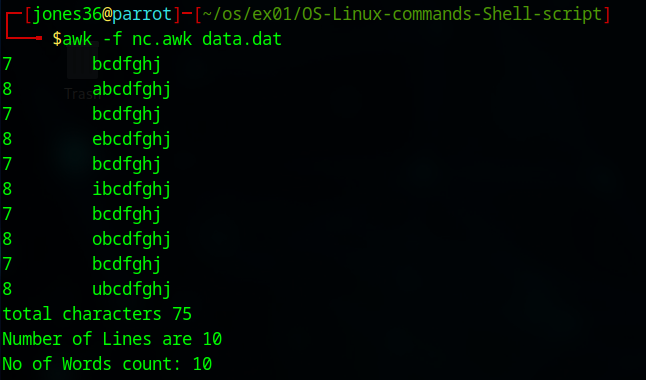 ┌─[jones36@parrot]─[~/os/ex01/OS-Linux-commands-Shell-script]
└──╼ $awk -f nc.awk data.dat
7 bcdfghj
8 abcdfghj
7 bcdfghj
8 ebcdfghj
7 bcdfghj
8 ibcdfghj
7 bcdfghj
8 obcdfghj
7 bcdfghj
8 ubcdfghj
total characters 75
Number of Lines are 10
No of Words count: 10